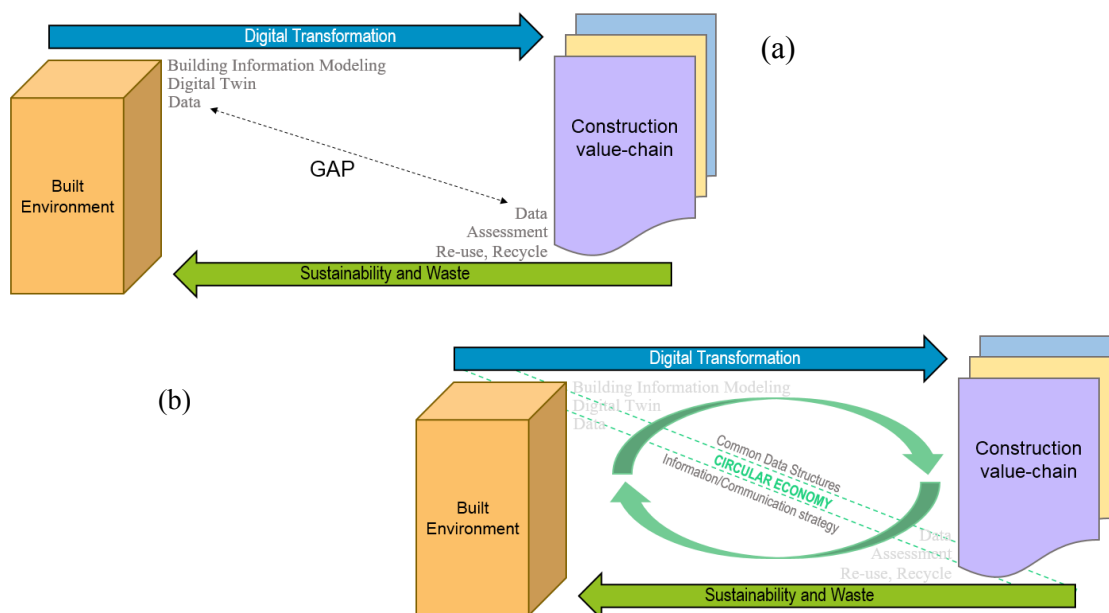 Digital Transformation
(a)
Building Information Modeling
Digital Twin
Data
Construction
value-chain
GAP
Built
Environment
Data
Assessment
Re-use, Recycle
Sustainability and Waste
Digital Transformation
(b)
Building Information Modeling
Digital Twin
Data
Common Data Structures
CIRCULAR ECONOMY
Information/Communication strategy
Construction
value-chain
Built
Environment
Data
Assessment
Re-use, Recycle
Sustainability and Waste